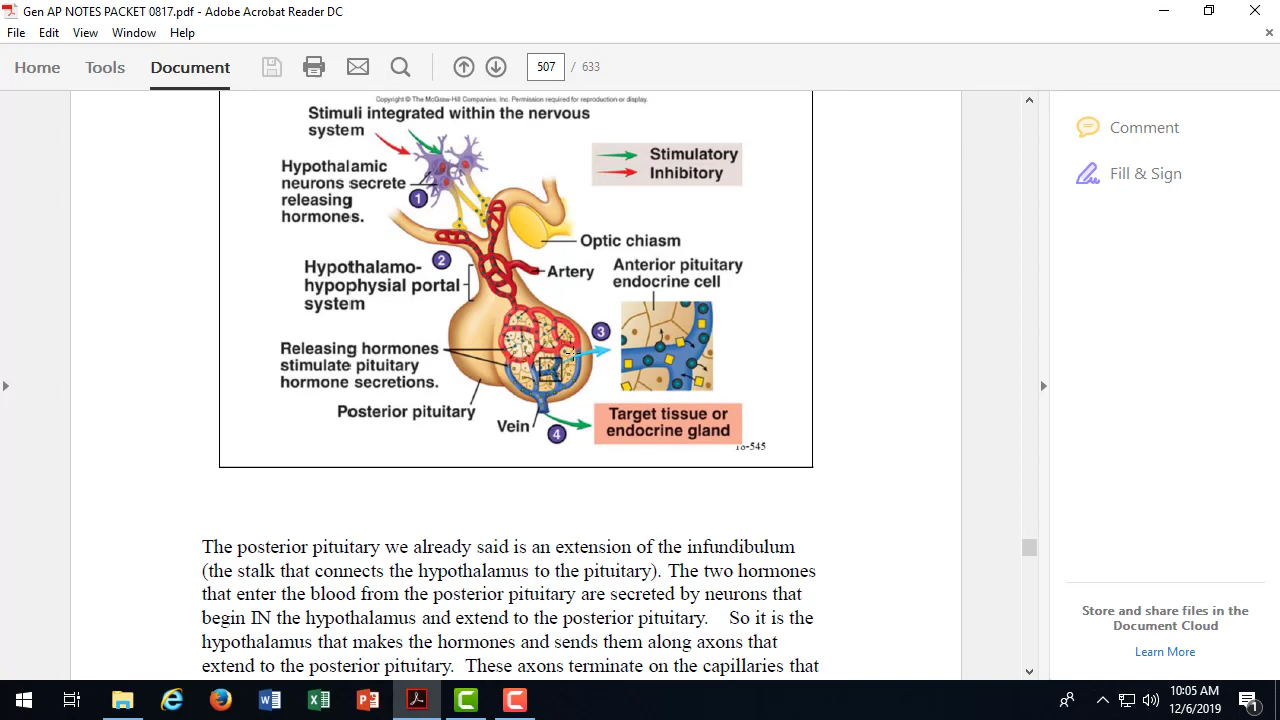 Gen AP NOTES PACKET 0817.pdf - Adobe Acrobat Reader DC
File Edit View Window Help
Home Tools Document 507 / 633
Copyright © The McGraw-Hill Companies, Inc. Permission required for reproduction or display.
Stimuli integrated within the nervous
system
Stimulatory
Inhibitory
Hypothalamic
neurons secrete
releasing
hormones.
1
Optic chiasm
2
Hypothalamo-
hypophysial portal
system
Artery
Anterior pituitary
endocrine cell
3
Releasing hormones
stimulate pituitary
hormone secretions.
Posterior pituitary
Vein
4
Target tissue or
endocrine gland
18-545
The posterior pituitary we already said is an extension of the infundibulum
(the stalk that connects the hypothalamus to the pituitary). The two hormones
that enter the blood from the posterior pituitary are secreted by neurons that
begin IN the hypothalamus and extend to the posterior pituitary. So it is the
hypothalamus that makes the hormones and sends them along axons that
extend to the posterior pituitary. These axons terminate on the capillaries that
Comment
Fill & Sign
Store and share files in the
Document Cloud
Learn More
10:05 AM
12/6/2019
1